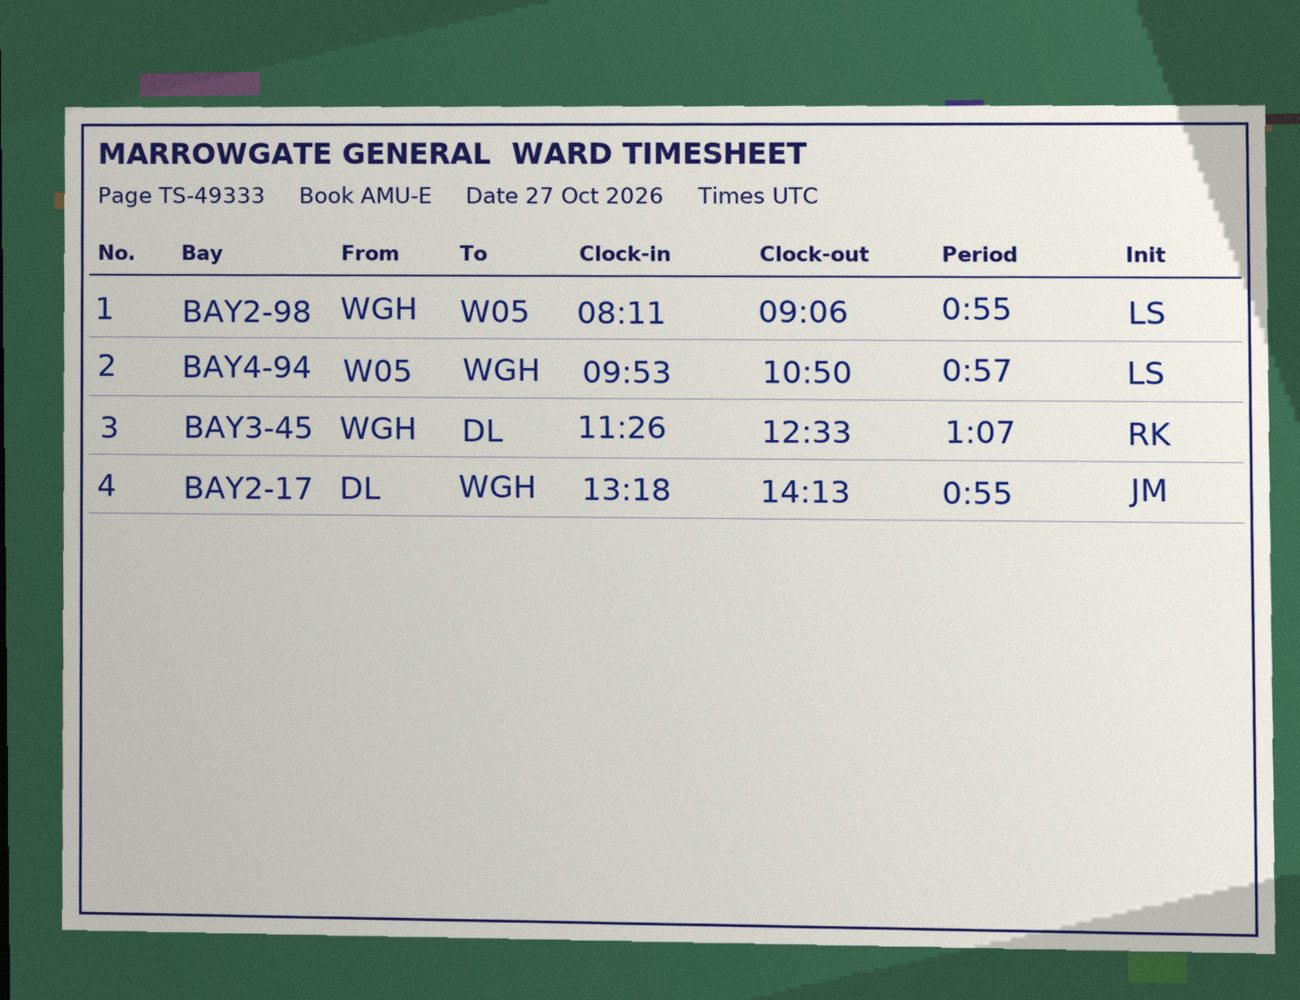 MARROWGATE GENERAL WARD TIMESHEET
Page TS-49333 Book AMU-E Date 27 Oct 2026 Times UTC
No. Bay From To Clock-in Clock-out Period Init
1 BAY2-98 WGH W05 08:11 09:06 0:55 LS
2 BAY4-94 W05 WGH 09:53 10:50 0:57 LS
3 BAY3-45 WGH DL 11:26 12:33 1:07 RK
4 BAY2-17 DL WGH 13:18 14:13 0:55 JM